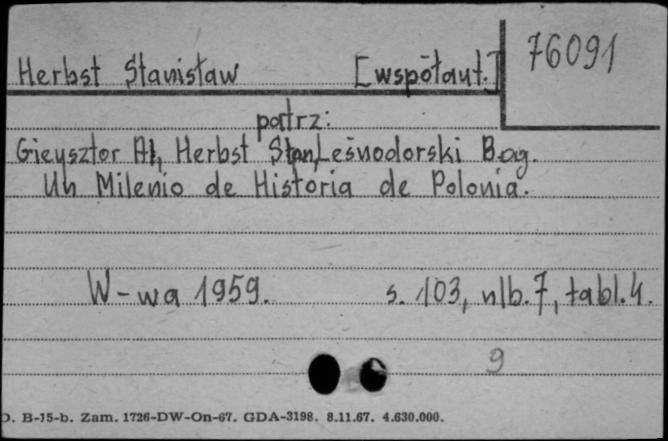 76091
Herbst Stanisław [współaut.]
patrz:
Gieysztor Al, Herbst Stan, Leśnodorski Bog.
Un Milenio de Historia de Polonia.
W-wa 1959. s. 103, nlb. 7, tabl. 4.
9
O. B-15-b. Zam. 1726-DW-On-67. GDA-3198. 8.11.67. 4.630.000.